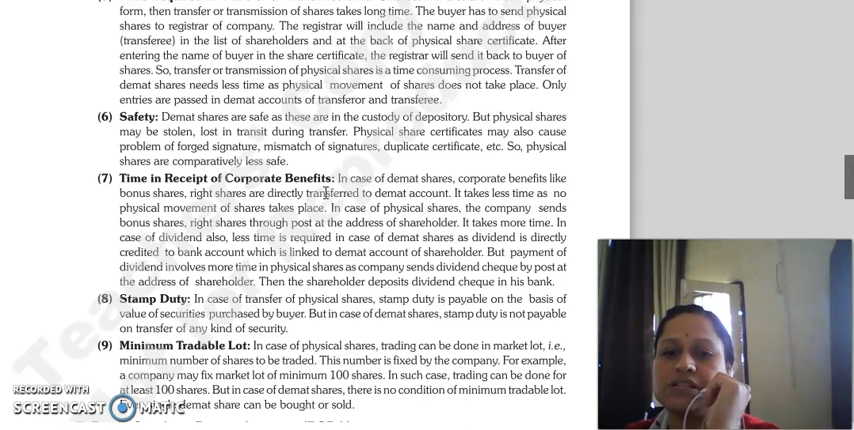 form, then transfer or transmission of shares takes long time. The buyer has to send physical
shares to registrar of company. The registrar will include the name and address of buyer
(transferee) in the list of shareholders and at the back of physical share certificate. After
entering the name of buyer in the share certificate, the registrar will send it back to buyer of
shares. So, transfer or transmission of physical shares is a time consuming process. Transfer of
demat shares needs less time as physical movement of shares does not take place. Only
entries are passed in demat accounts of transferor and transferee.
(6) Safety: Demat shares are safe as these are in the custody of depository. But physical shares
may be stolen, lost in transit during transfer. Physical share certificates may also cause
problem of forged signature, mismatch of signatures, duplicate certificate, etc. So, physical
shares are comparatively less safe.
(7) Time in Receipt of Corporate Benefits: In case of demat shares, corporate benefits like
bonus shares, right shares are directly transferred to demat account. It takes less time as no
physical movement of shares takes place. In case of physical shares, the company sends
bonus shares, right shares through post at the address of shareholder. It takes more time. In
case of dividend also, less time is required in case of demat shares as dividend is directly
credited to bank account which is linked to demat account of shareholder. But payment of
dividend involves more time in physical shares as company sends dividend cheque by post at
the address of shareholder. Then the shareholder deposits dividend cheque in his bank.
(8) Stamp Duty: In case of transfer of physical shares, stamp duty is payable on the basis of
value of securities purchased by buyer. But in case of demat shares, stamp duty is not payable
on transfer of any kind of security.
(9) Minimum Tradable Lot: In case of physical shares, trading can be done in market lot, i.e.,
minimum number of shares to be traded. This number is fixed by the company. For example,
a company may fix market lot of minimum 100 shares. In such case, trading can be done for
at least 100 shares. But in case of demat shares, there is no condition of minimum tradable lot.
demat share can be bought or sold.
RECORDED WITH
SCREENCAST MATIC